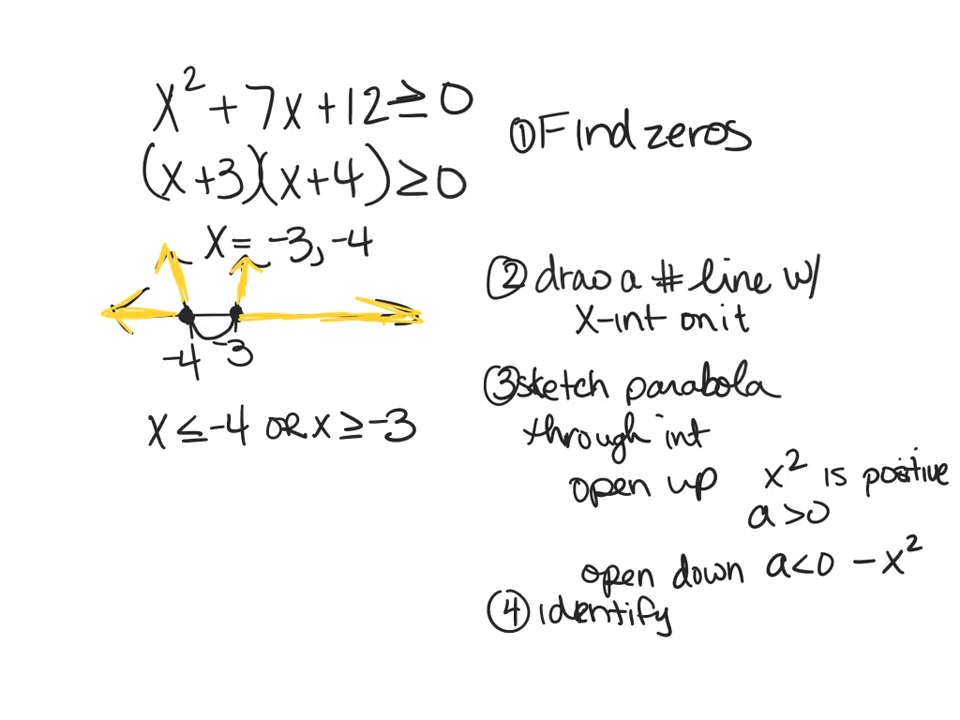 x² + 7x + 12 ≥ 0
(x + 3)(x + 4) ≥ 0
x = -3, -4
-4 -3
x ≤ -4 OR x ≥ -3
① Find zeros
② draw a # line w/
x-int on it
③ sketch parabola
through int
open up x² is positive
a > 0
open down a < 0 - x²
④ identify